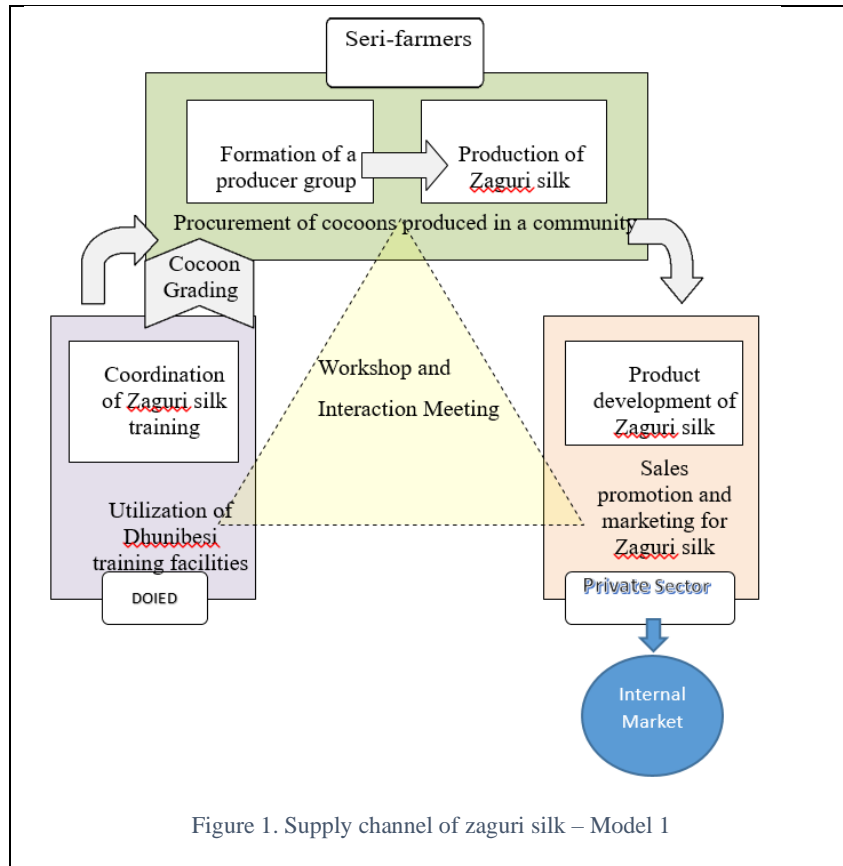 Seri-farmers
Formation of a
producer group
Production of
Zaguri silk
Procurement of cocoons produced in a community
Cocoon
Grading
Coordination
of Zaguri silk
training
Workshop and
Interaction Meeting
Product
development of
Zaguri silk
Utilization of
Dhunibesi
training facilities
Sales
promotion and
marketing for
Zaguri silk
DOIED
Private Sector
Internal
Market
Figure 1. Supply channel of zaguri silk – Model 1